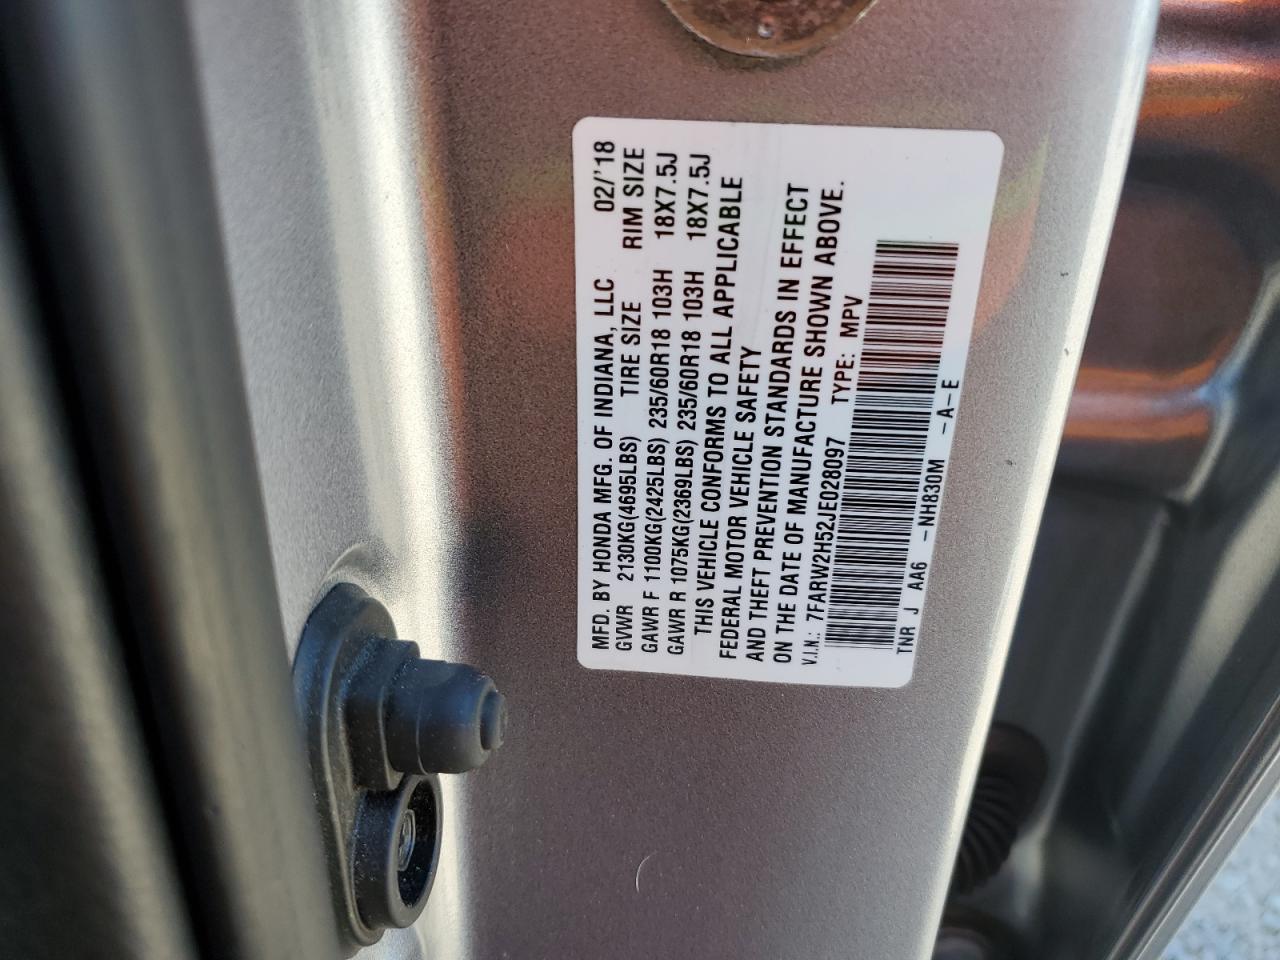 MFD. BY HONDA MFG. OF INDIANA, LLC 02/'18
GVWR 2130KG(4695LBS) TIRE SIZE RIM SIZE
GAWR F 1100KG(2425LBS) 235/60R18 103H 18X7.5J
GAWR R 1075KG(2369LBS) 235/60R18 103H 18X7.5J
THIS VEHICLE CONFORMS TO ALL APPLICABLE
FEDERAL MOTOR VEHICLE SAFETY
AND THEFT PREVENTION STANDARDS IN EFFECT
ON THE DATE OF MANUFACTURE SHOWN ABOVE.
V.I.N.: 7FARW2H52JE028097 TYPE: MPV
TNR J AA6 -NH830M -A-E